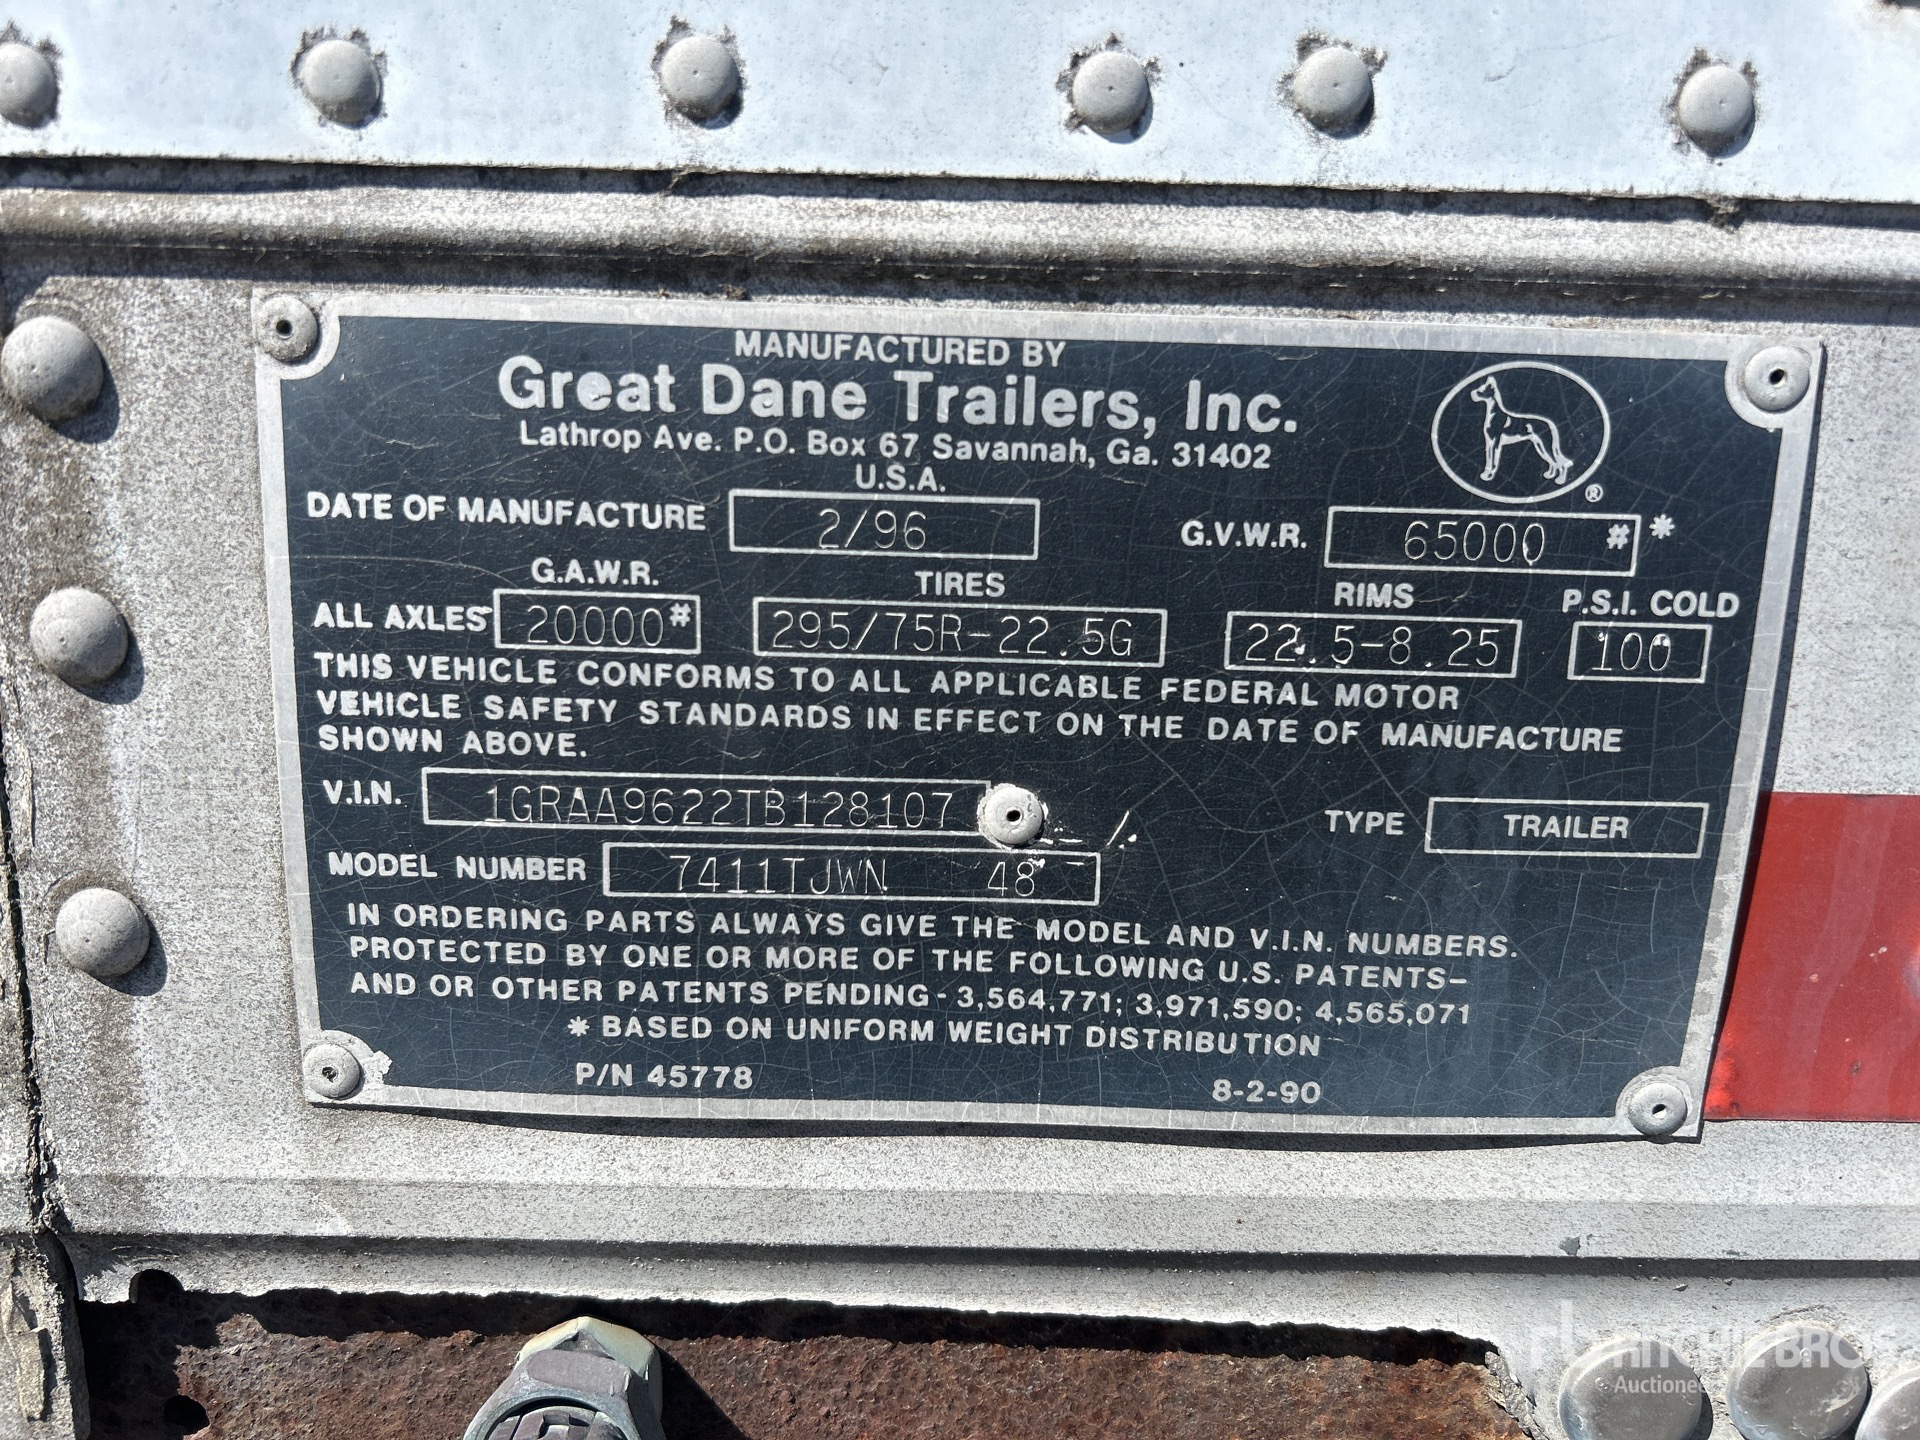 MANUFACTURED BY
Great Dane Trailers, Inc.
Lathrop Ave. P.O. Box 67 Savannah, Ga. 31402
U.S.A.
®
DATE OF MANUFACTURE 2/96 G.V.W.R. 65000 # *
G.A.W.R. TIRES RIMS P.S.I. COLD
ALL AXLES 20000# 295/75R-22.5G 22.5-8.25 100
THIS VEHICLE CONFORMS TO ALL APPLICABLE FEDERAL MOTOR
VEHICLE SAFETY STANDARDS IN EFFECT ON THE DATE OF MANUFACTURE
SHOWN ABOVE.
V.I.N. 1GRAA9622TB128107 TYPE TRAILER
MODEL NUMBER 7411TJWN 48
IN ORDERING PARTS ALWAYS GIVE THE MODEL AND V.I.N. NUMBERS.
PROTECTED BY ONE OR MORE OF THE FOLLOWING U.S. PATENTS-
AND OR OTHER PATENTS PENDING - 3,564,771; 3,971,590; 4,565,071
* BASED ON UNIFORM WEIGHT DISTRIBUTION
P/N 45778 8-2-90
rb RITCHIE BROS
Auctioneers